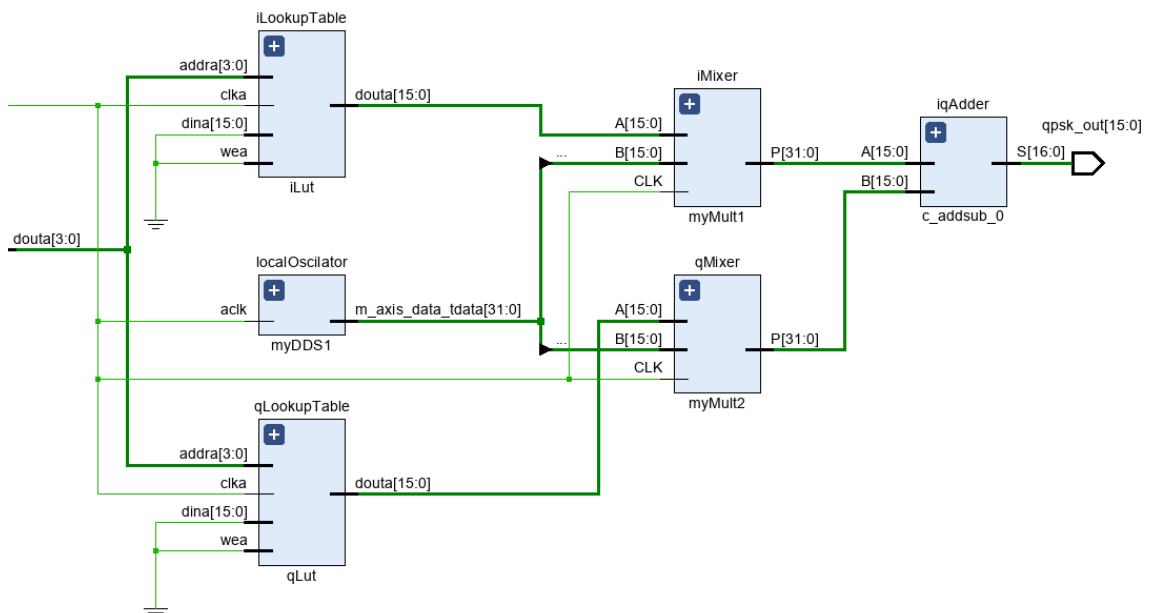 iLookupTable
addra[3:0]
clka
dina[15:0]
wea
douta[15:0]
iLut
douta[3:0]
localOscilator
aclk
m_axis_data_tdata[31:0]
myDDS1
qLookupTable
addra[3:0]
clka
dina[15:0]
wea
douta[15:0]
qLut
iMixer
A[15:0]
...
B[15:0]
CLK
P[31:0]
myMult1
qMixer
A[15:0]
...
B[15:0]
CLK
P[31:0]
myMult2
iqAdder
A[15:0]
B[15:0]
S[16:0]
c_addsub_0
qpsk_out[15:0]